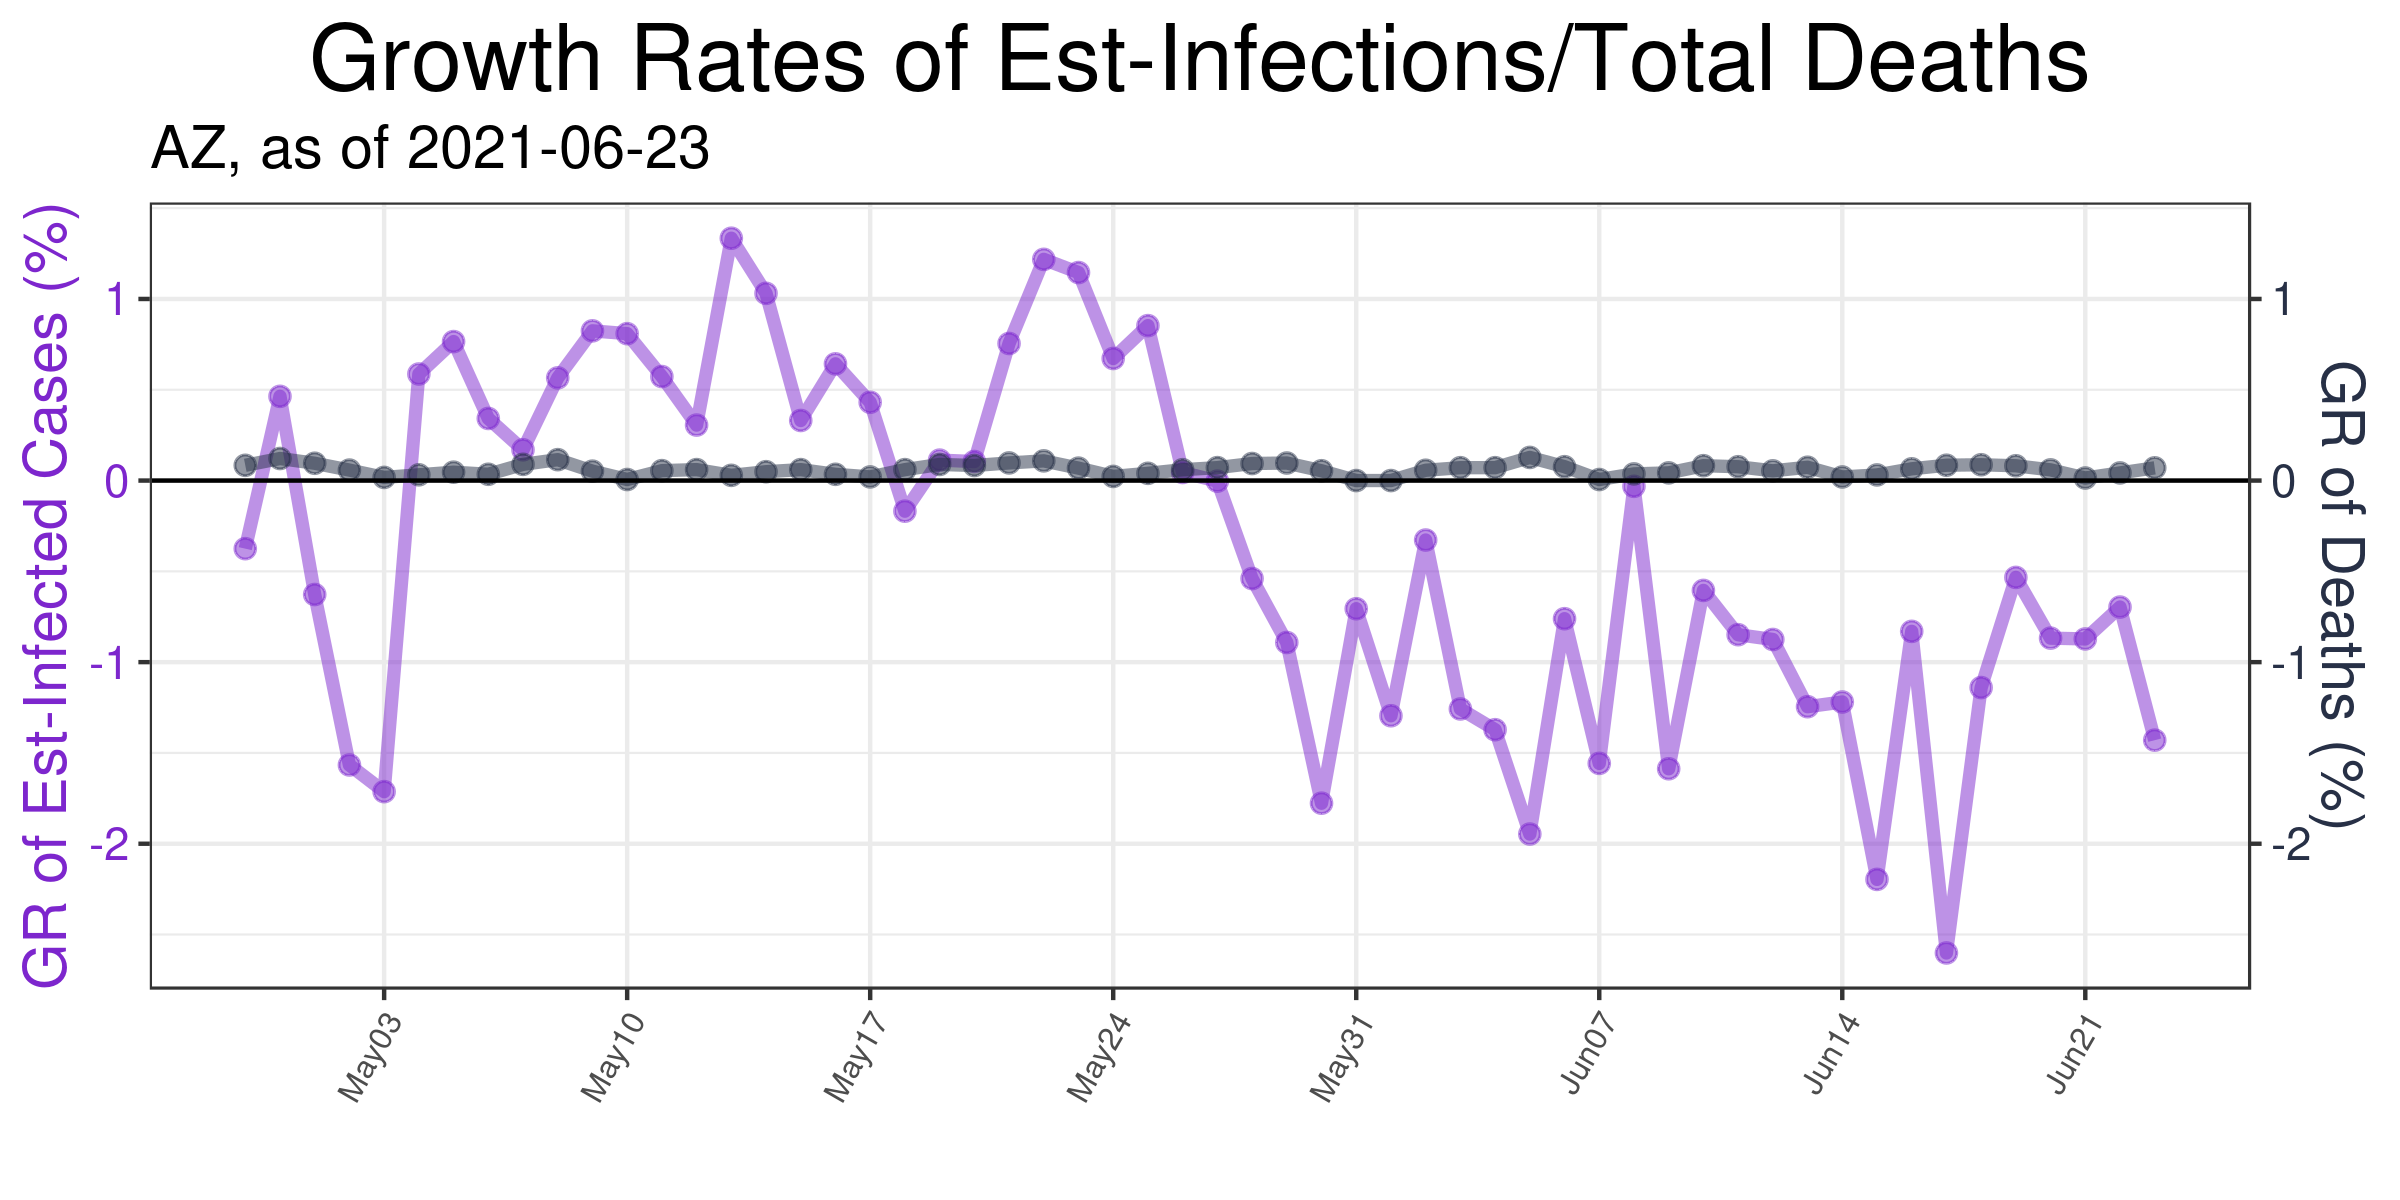 Growth Rates of Est-Infections/Total Deaths
AZ, as of 2021-06-23
GR of Est-Infected Cases (%)
1
0
-1
-2
1
0
-1
-2
GR of Deaths (%)
May03
May10
May17
May24
May31
Jun07
Jun14
Jun21